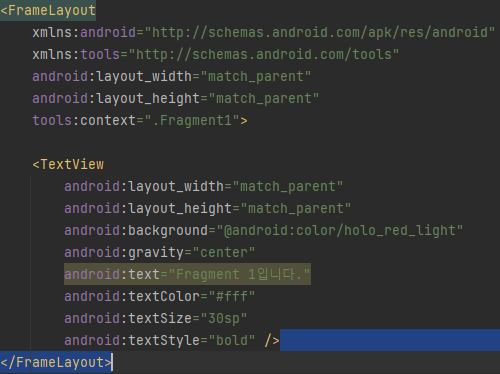 <FrameLayout
xmlns:android="http://schemas.android.com/apk/res/android"
xmlns:tools="http://schemas.android.com/tools"
android:layout_width="match_parent"
android:layout_height="match_parent"
tools:context=".Fragment1">
<TextView
android:layout_width="match_parent"
android:layout_height="match_parent"
android:background="@android:color/holo_red_light"
android:gravity="center"
android:text="Fragment 1입니다."
android:textColor="#fff"
android:textSize="30sp"
android:textStyle="bold" />
</FrameLayout>